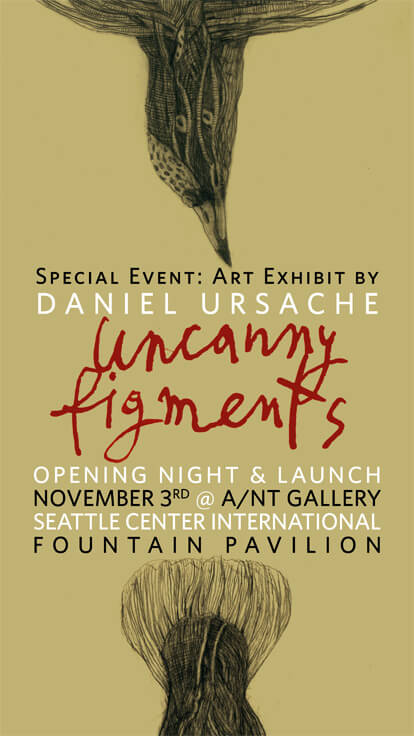 Special Event: Art Exhibit by
DANIEL URSACHE
uncanny
figments
OPENING NIGHT & LAUNCH
NOVEMBER 3RD @ A/NT GALLERY
SEATTLE CENTER INTERNATIONAL
FOUNTAIN PAVILION